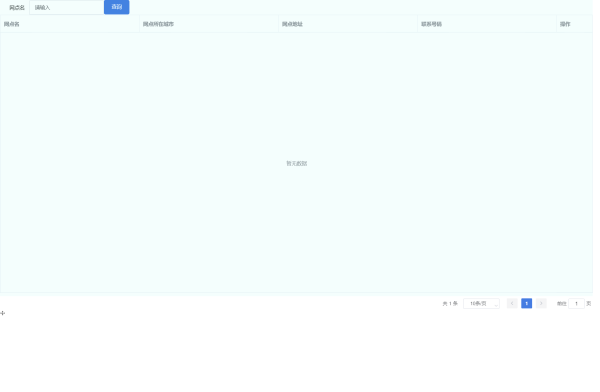 网点名 请输入 查询
网点名 网点所在城市 网点地址 联系号码 操作
暂无数据
共 1 条 10条/页 1 前往 1 页